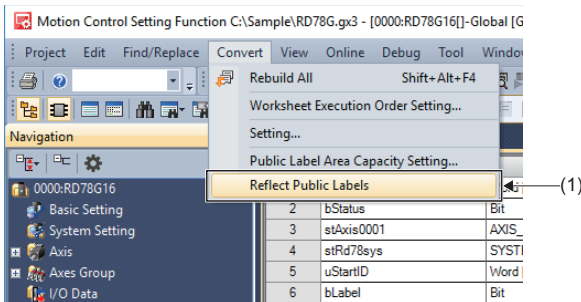 Motion Control Setting Function C:\Sample\RD78G.gx3 - [0000:RD78G16[]-Global [G
Project Edit Find/Replace Convert View Online Debug Tool Window
Rebuild All Shift+Alt+F4
Worksheet Execution Order Setting...
Navigation
Setting...
Public Label Area Capacity Setting...
Reflect Public Labels
(1)
0000:RD78G16
Basic Setting
2 bStatus Bit
System Setting
3 stAxis0001 AXIS_
Axis
4 stRd78sys SYSTE
Axes Group
5 uStartID Word [
I/O Data
6 bLabel Bit